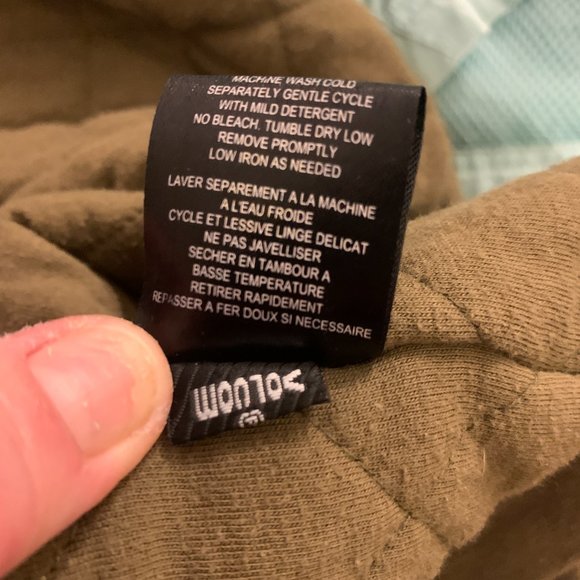 MACHINE WASH COLD
SEPARATELY GENTLE CYCLE
WITH MILD DETERGENT
NO BLEACH. TUMBLE DRY LOW
REMOVE PROMPTLY
LOW IRON AS NEEDED
LAVER SEPAREMENT A LA MACHINE
A L'EAU FROIDE
CYCLE ET LESSIVE LINGE DELICAT
NE PAS JAVELLISER
SECHER EN TAMBOUR A
BASSE TEMPERATURE
RETIRER RAPIDEMENT
REPASSER A FER DOUX SI NECESSAIRE
VOLCOM